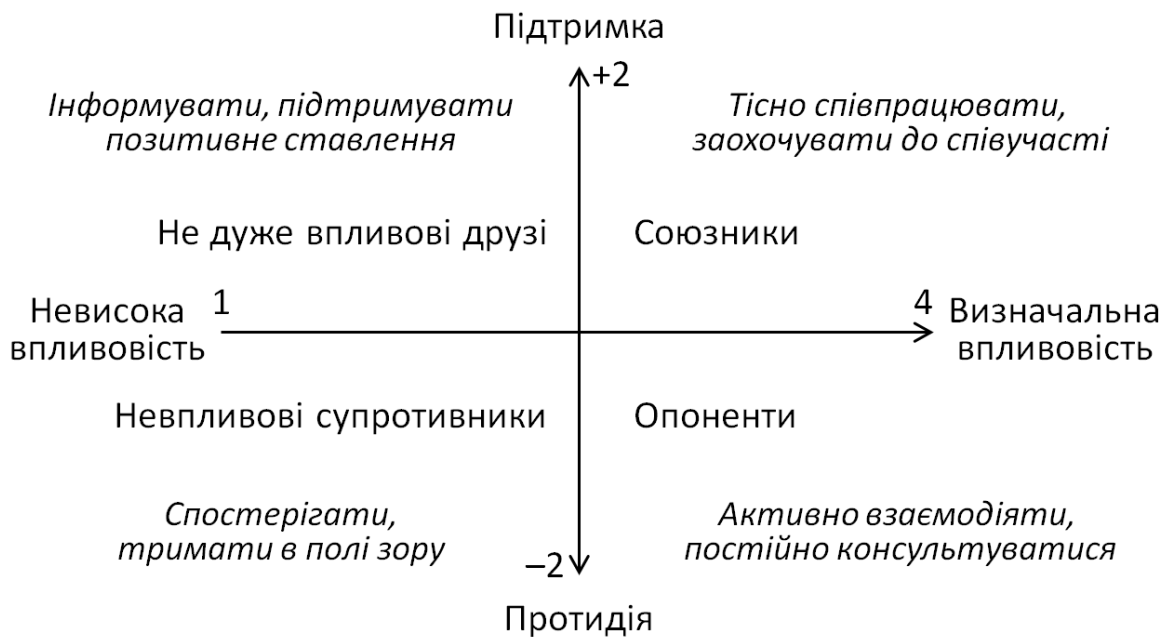 Підтримка
+2
Інформувати, підтримувати
позитивне ставлення
Тісно співпрацювати,
заохочувати до співучасті
Не дуже впливові друзі
Союзники
Невисока
впливовість
1
4
Визначальна
впливовість
Невпливові супротивники
Опоненти
Спостерігати,
тримати в полі зору
Активно взаємодіяти,
постійно консультуватися
–2
Протидія